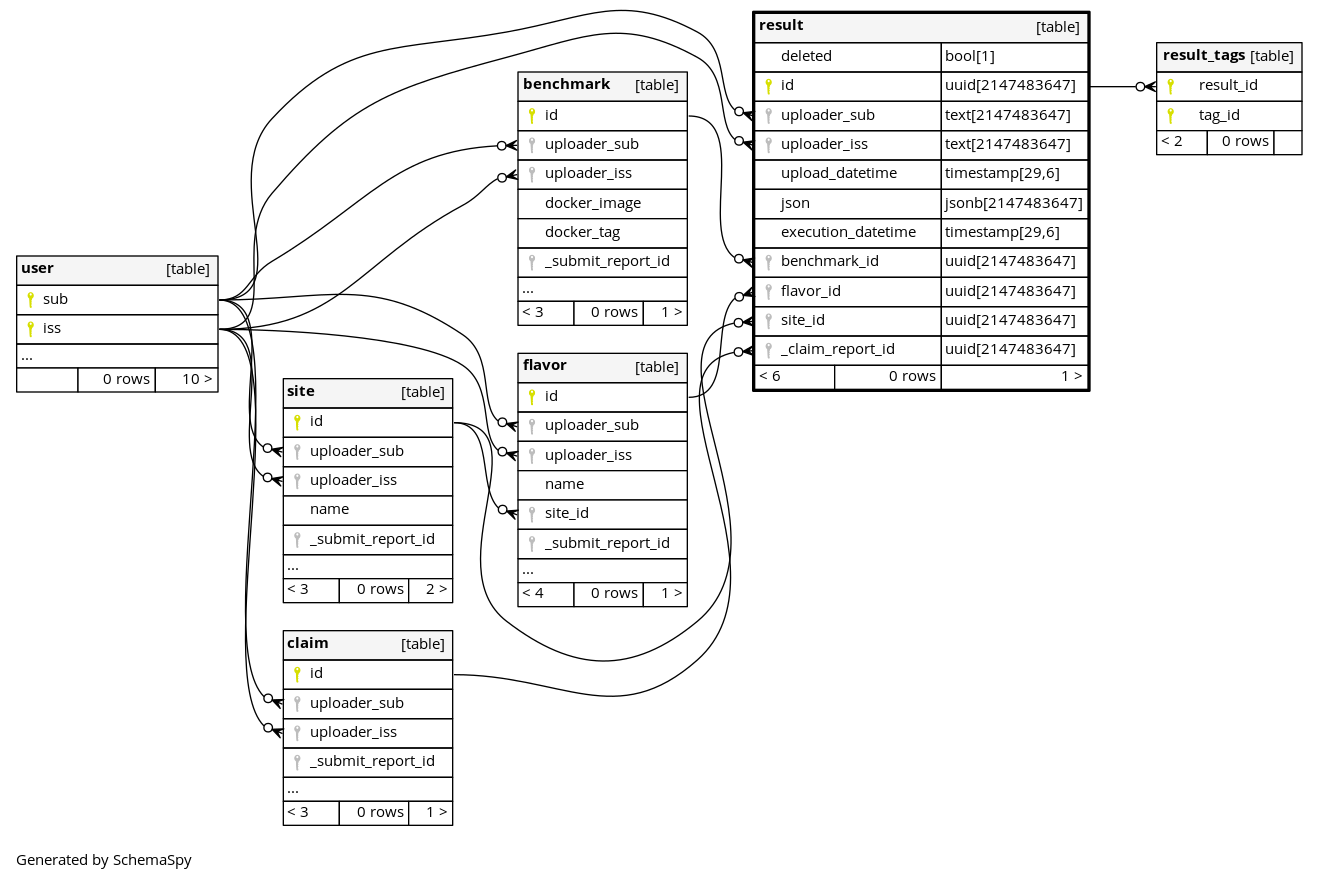 user [table]
sub
iss
...
0 rows 10 >
site [table]
id
uploader_sub
uploader_iss
name
_submit_report_id
...
< 3 0 rows 2 >
claim [table]
id
uploader_sub
uploader_iss
_submit_report_id
...
< 3 0 rows 1 >
benchmark [table]
id
uploader_sub
uploader_iss
docker_image
docker_tag
_submit_report_id
...
< 3 0 rows 1 >
flavor [table]
id
uploader_sub
uploader_iss
name
site_id
_submit_report_id
...
< 4 0 rows 1 >
result [table]
deleted bool[1]
id uuid[2147483647]
uploader_sub text[2147483647]
uploader_iss text[2147483647]
upload_datetime timestamp[29,6]
json jsonb[2147483647]
execution_datetime timestamp[29,6]
benchmark_id uuid[2147483647]
flavor_id uuid[2147483647]
site_id uuid[2147483647]
_claim_report_id uuid[2147483647]
< 6 0 rows 1 >
result_tags [table]
result_id
tag_id
< 2 0 rows
Generated by SchemaSpy